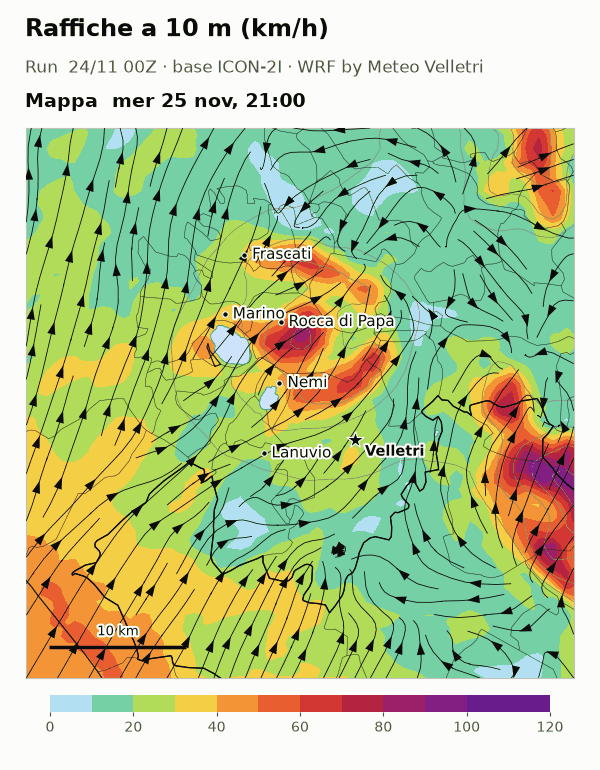 Raffiche a 10 m (km/h)
Run  24/11 00Z · base ICON-2I · WRF by Meteo Velletri
Mappa  mer 25 nov, 21:00
Frascati
Marino
Rocca di Papa
Nemi
Velletri
Lanuvio
10 km
0 20 40 60 80 100 120